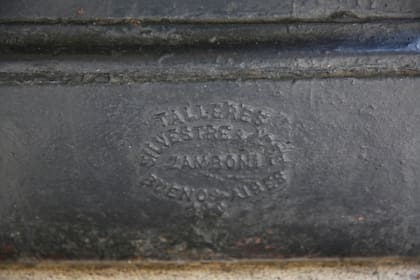 TALLERES
SILVESTRE
ZAMBONI
BUENOS AIRES